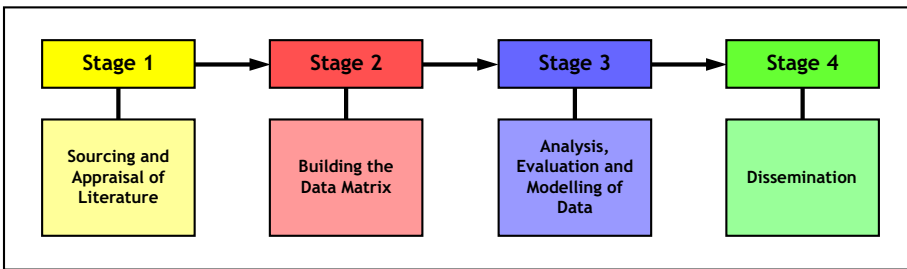 Stage 1
Stage 2
Stage 3
Stage 4
Sourcing and
Appraisal of
Literature
Building the
Data Matrix
Analysis,
Evaluation and
Modelling of
Data
Dissemination